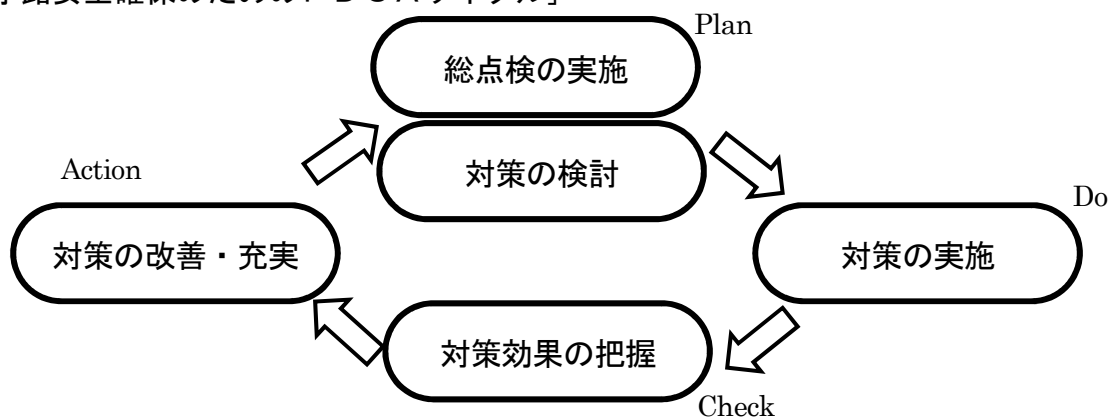 Plan
総点検の実施
対策の検討
Action
Do
対策の改善・充実
対策の実施
対策効果の把握
Check